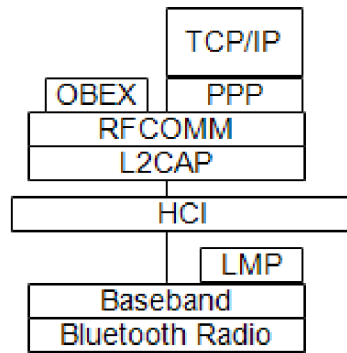 TCP/IP
OBEX PPP
RFCOMM
L2CAP
HCI
LMP
Baseband
Bluetooth Radio